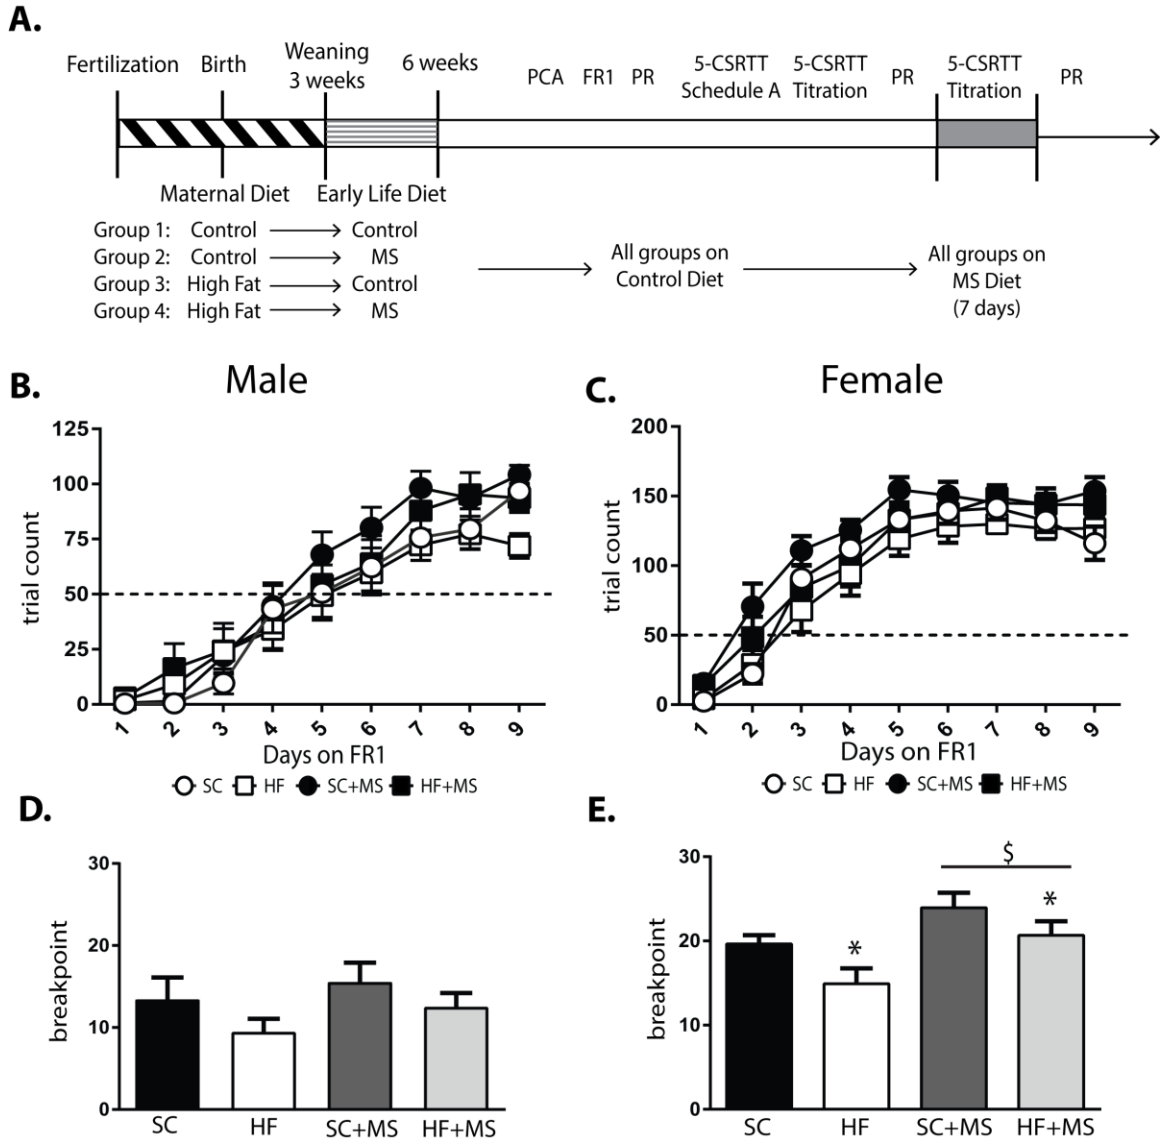 A.
Fertilization Birth Weaning 3 weeks 6 weeks PCA FR1 PR 5-CSRTT Schedule A 5-CSRTT Titration PR 5-CSRTT Titration PR
Maternal Diet Early Life Diet
Group 1: Control Control
Group 2: Control MS
Group 3: High Fat Control
Group 4: High Fat MS
All groups on
Control Diet
All groups on
MS Diet
(7 days)
B.
Male
125
100
75
50
25
0
trial count
1 2 3 4 5 6 7 8 9
Days on FR1
SC HF SC+MS HF+MS
C.
Female
200
150
100
50
0
trial count
1 2 3 4 5 6 7 8 9
Days on FR1
SC HF SC+MS HF+MS
D.
30
20
10
0
breakpoint
SC HF SC+MS HF+MS
E.
30
20
10
0
breakpoint
* $ *
SC HF SC+MS HF+MS